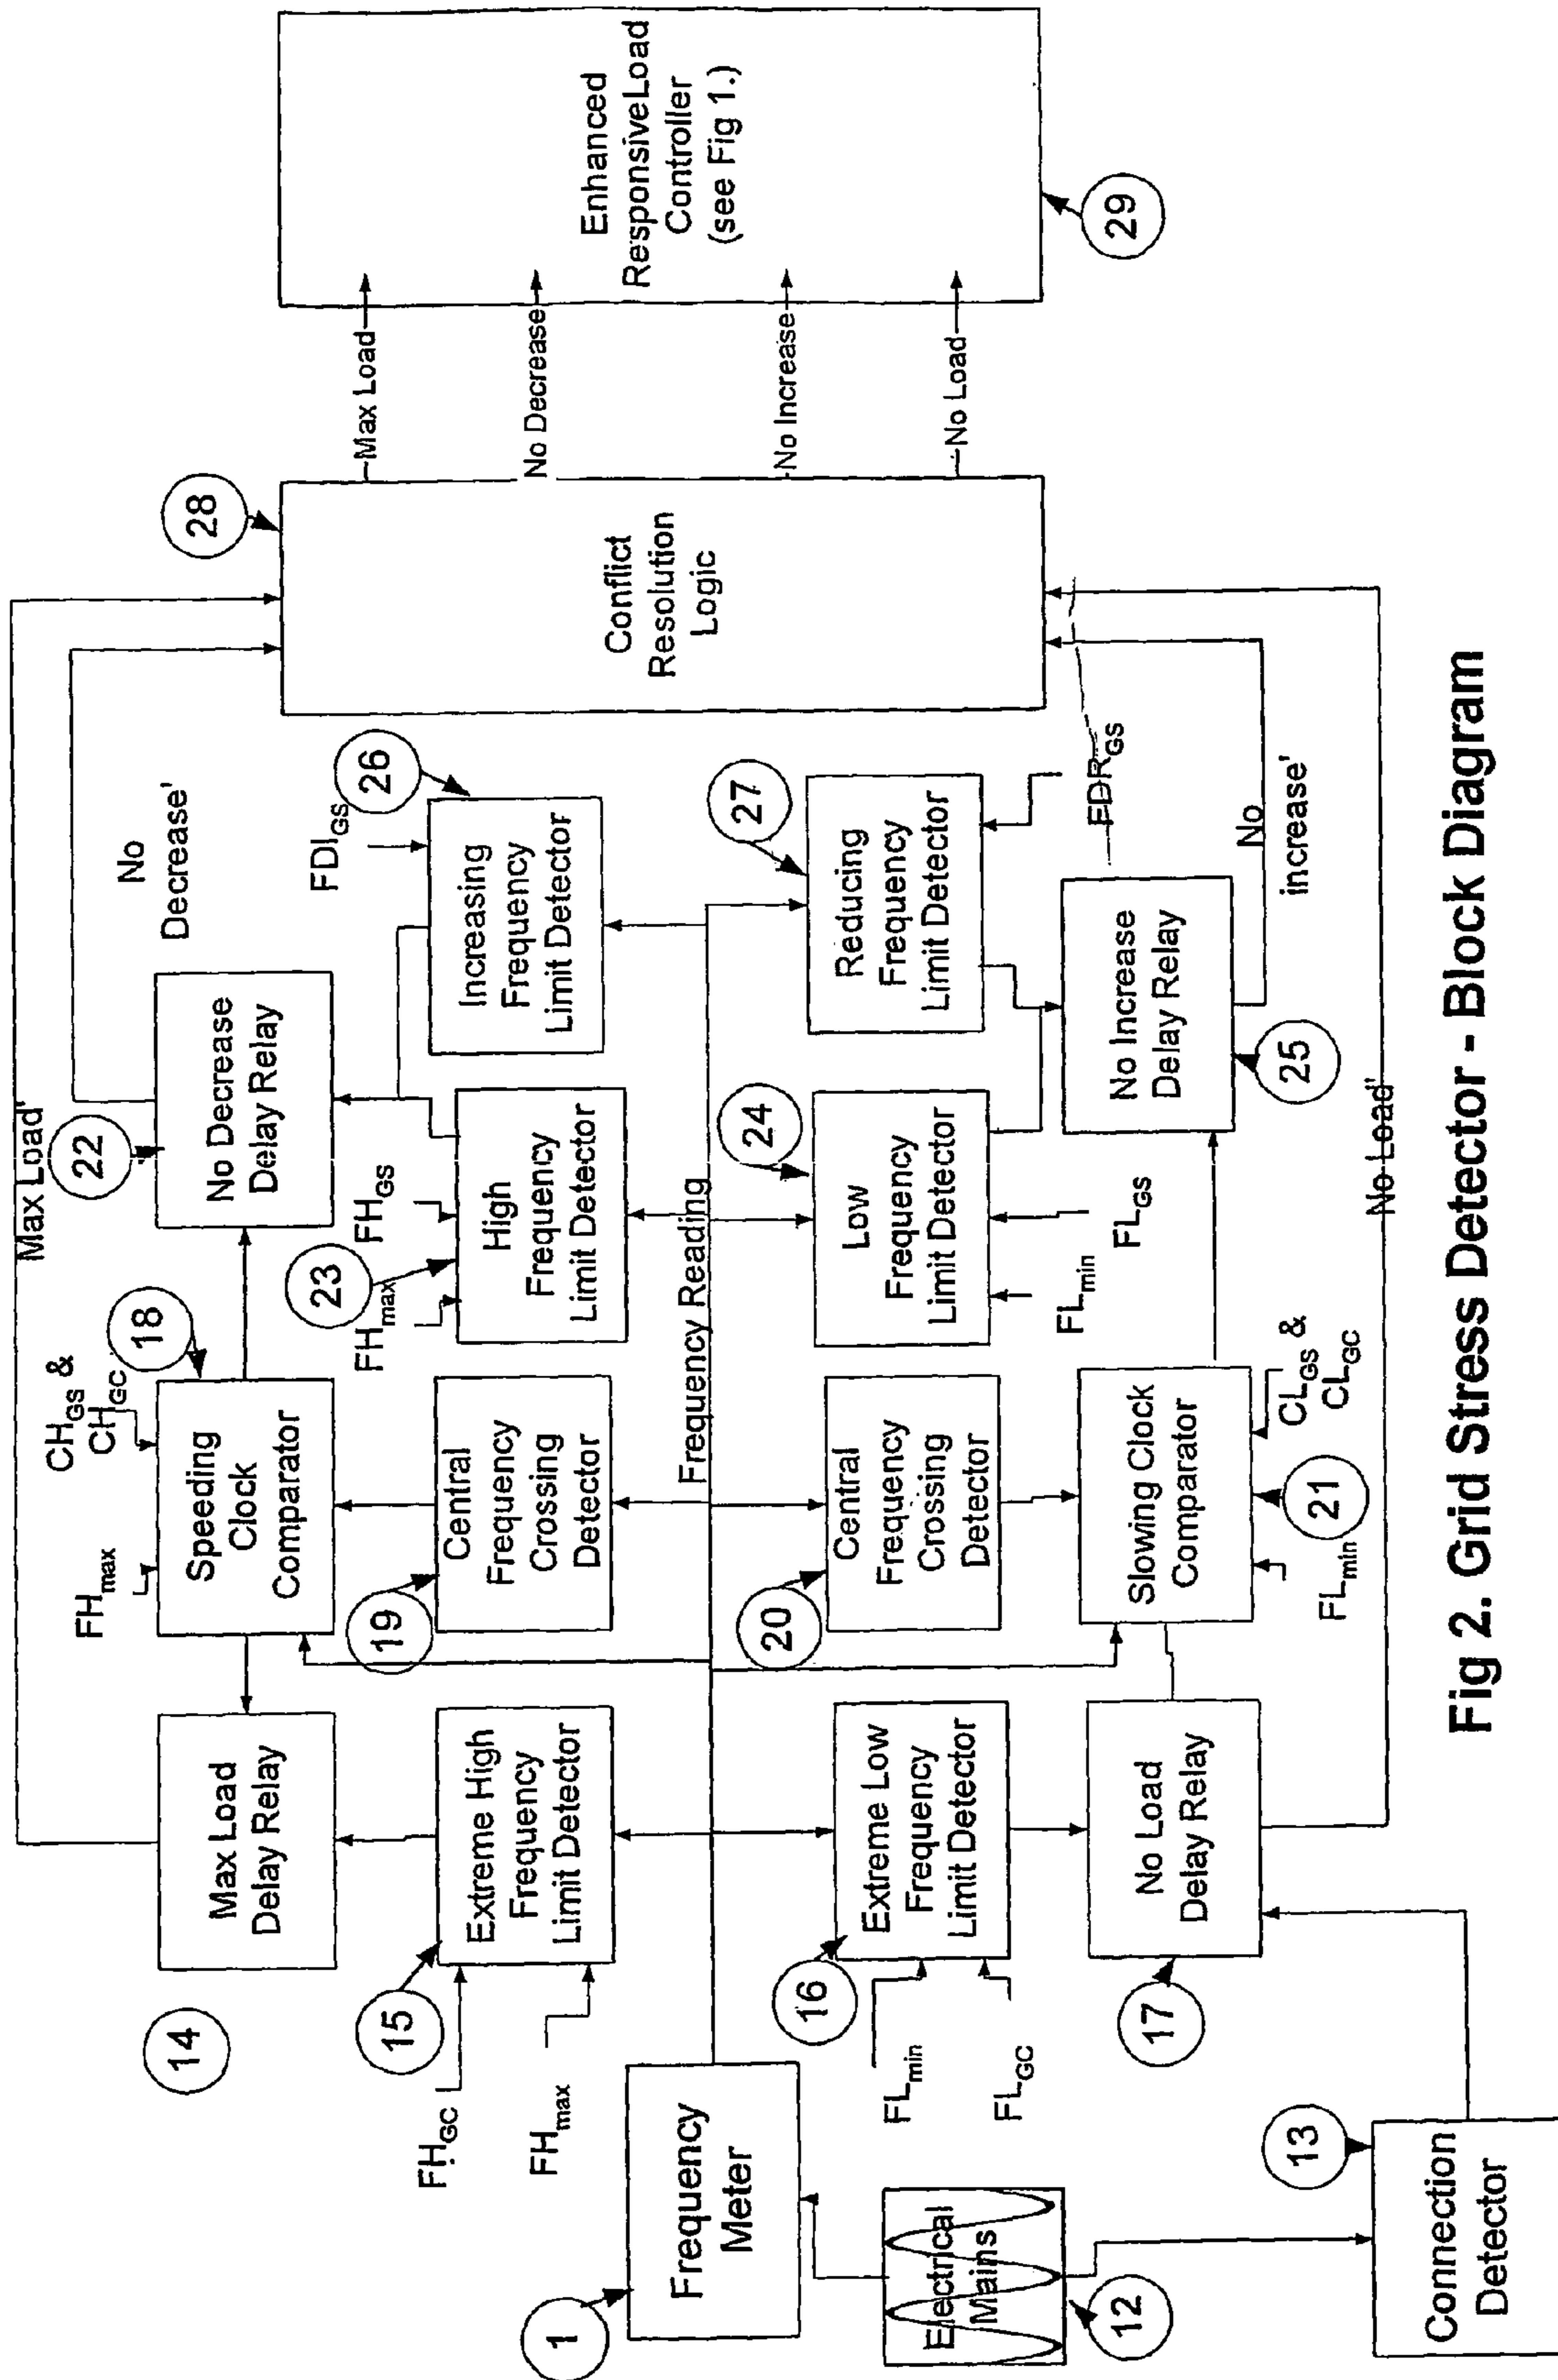 Max Load'
No
Decrease'
CH_GS &
CH_GC
FH_max
14
Max Load
Delay Relay
18
Speeding
Clock
Comparator
22
No Decrease
Delay Relay
28
15
FH_GC
FH_max
Extreme High
Frequency
Limit Detector
19
Central
Frequency
Crossing
Detector
23
FH_max
FH_GS
High
Frequency
Limit Detector
FDI_GS
26
Increasing
Frequency
Limit Detector
Conflict
Resolution
Logic
Max Load
No Decrease
No Increase
No Load
Enhanced
Responsive Load
Controller
(see Fig 1.)
29
1
Frequency
Meter
Frequency Reading
Electrical
Mains
12
13
Connection
Detector
16
FL_min
FL_GC
Extreme Low
Frequency
Limit Detector
20
Central
Frequency
Crossing
Detector
24
Low
Frequency
Limit Detector
FL_min
FL_GS
27
Reducing
Frequency
Limit Detector
FDR_GS
17
No Load
Delay Relay
Slowing Clock
Comparator
21
FL_min
CL_GS &
CL_GC
No Increase
Delay Relay
25
No
increase'
No Load'
Fig 2. Grid Stress Detector - Block Diagram